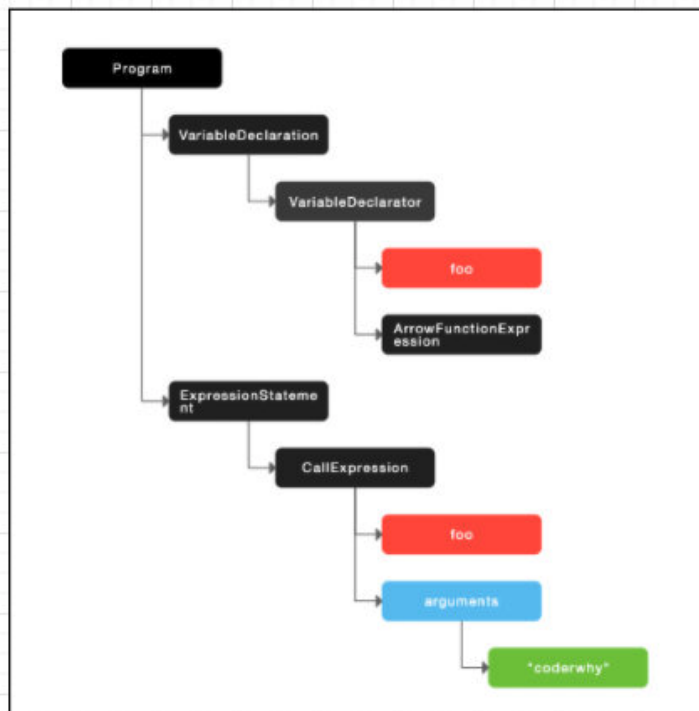 Program
VariableDeclaration
VariableDeclarator
foo
ArrowFunctionExpr
ession
ExpressionStateme
nt
CallExpression
foo
arguments
"coderwhy"